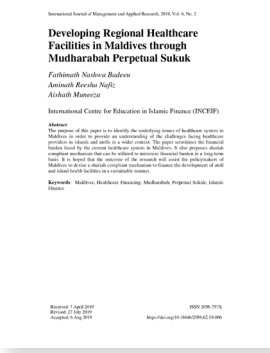 International Journal of Management and Applied Research, 2019, Vol. 6, No. 2
Developing Regional Healthcare
Facilities in Maldives through
Mudharabah Perpetual Sukuk
Fathimath Nashwa Badeeu
Aminath Reesha Nafiz
Aishath Muneeza
International Centre for Education in Islamic Finance (INCEIF)
Abstract
The purpose of this paper is to identify the underlying issues of healthcare system in
Maldives in order to provide an understanding of the challenges facing healthcare
providers in islands and atolls in a wider context. The paper scrutinizes the financial
burden faced by the current healthcare system in Maldives. It also proposes shariah
compliant mechanism that can be utilized to minimize financial burden in a long-term
basis. It is hoped that the outcome of the research will assist the policymakers of
Maldives to devise a shariah compliant mechanism to finance the development of atoll
and island health facilities in a sustainable manner.
Keywords: Maldives; Healthcare Financing; Mudharabah; Perpetual Sukuk; Islamic
Finance
Received: 7 April 2019
Revised: 27 July 2019
Accepted: 6 Aug 2019
ISSN 2056-757X
https://doi.org/10.18646/2056.62.19-006